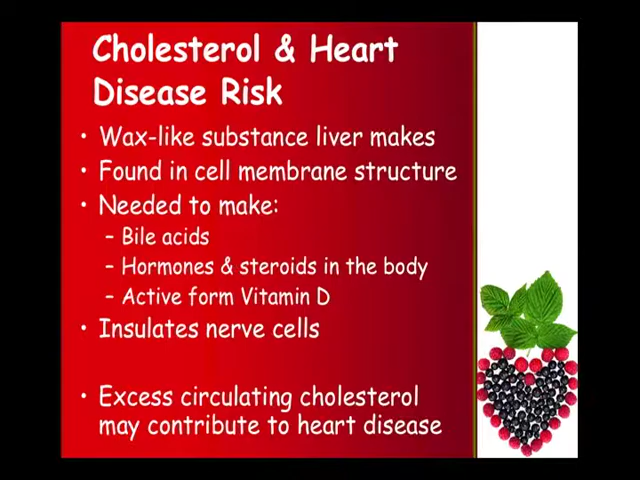 Cholesterol & Heart
Disease Risk
• Wax-like substance liver makes
• Found in cell membrane structure
• Needed to make:
– Bile acids
– Hormones & steroids in the body
– Active form Vitamin D
• Insulates nerve cells
• Excess circulating cholesterol
may contribute to heart disease